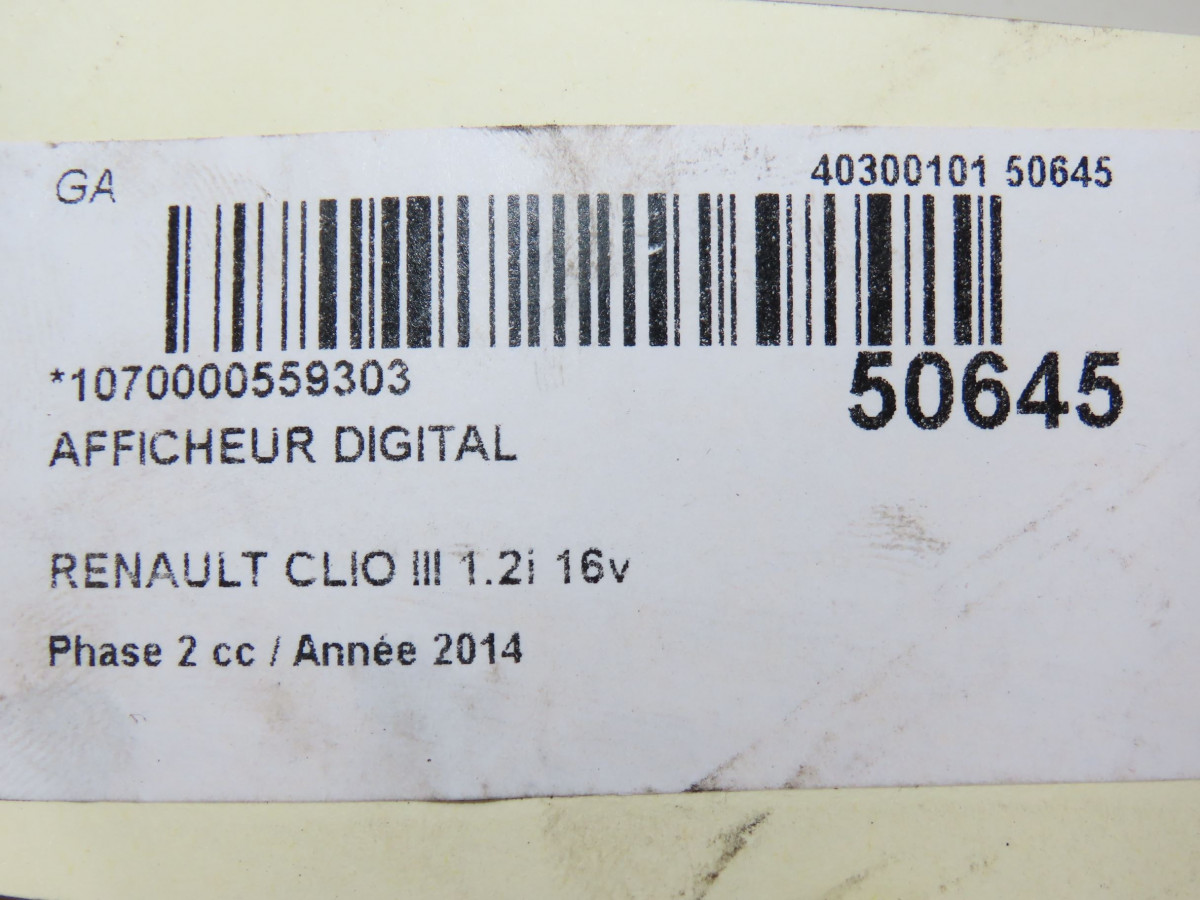 GA
40300101 50645
*1070000559303
50645
AFFICHEUR DIGITAL
RENAULT CLIO III 1.2i 16v
Phase 2 cc / Année 2014